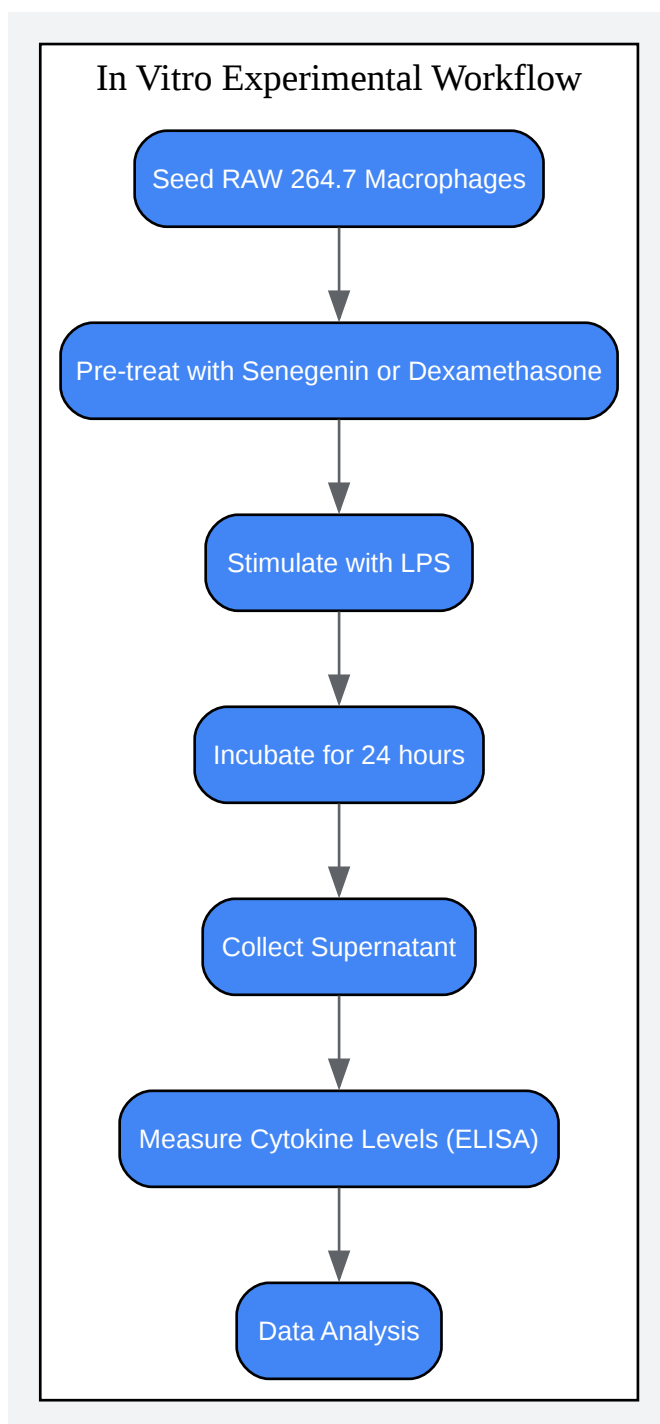 In Vitro Experimental Workflow
Seed RAW 264.7 Macrophages
Pre-treat with Senegenin or Dexamethasone
Stimulate with LPS
Incubate for 24 hours
Collect Supernatant
Measure Cytokine Levels (ELISA)
Data Analysis